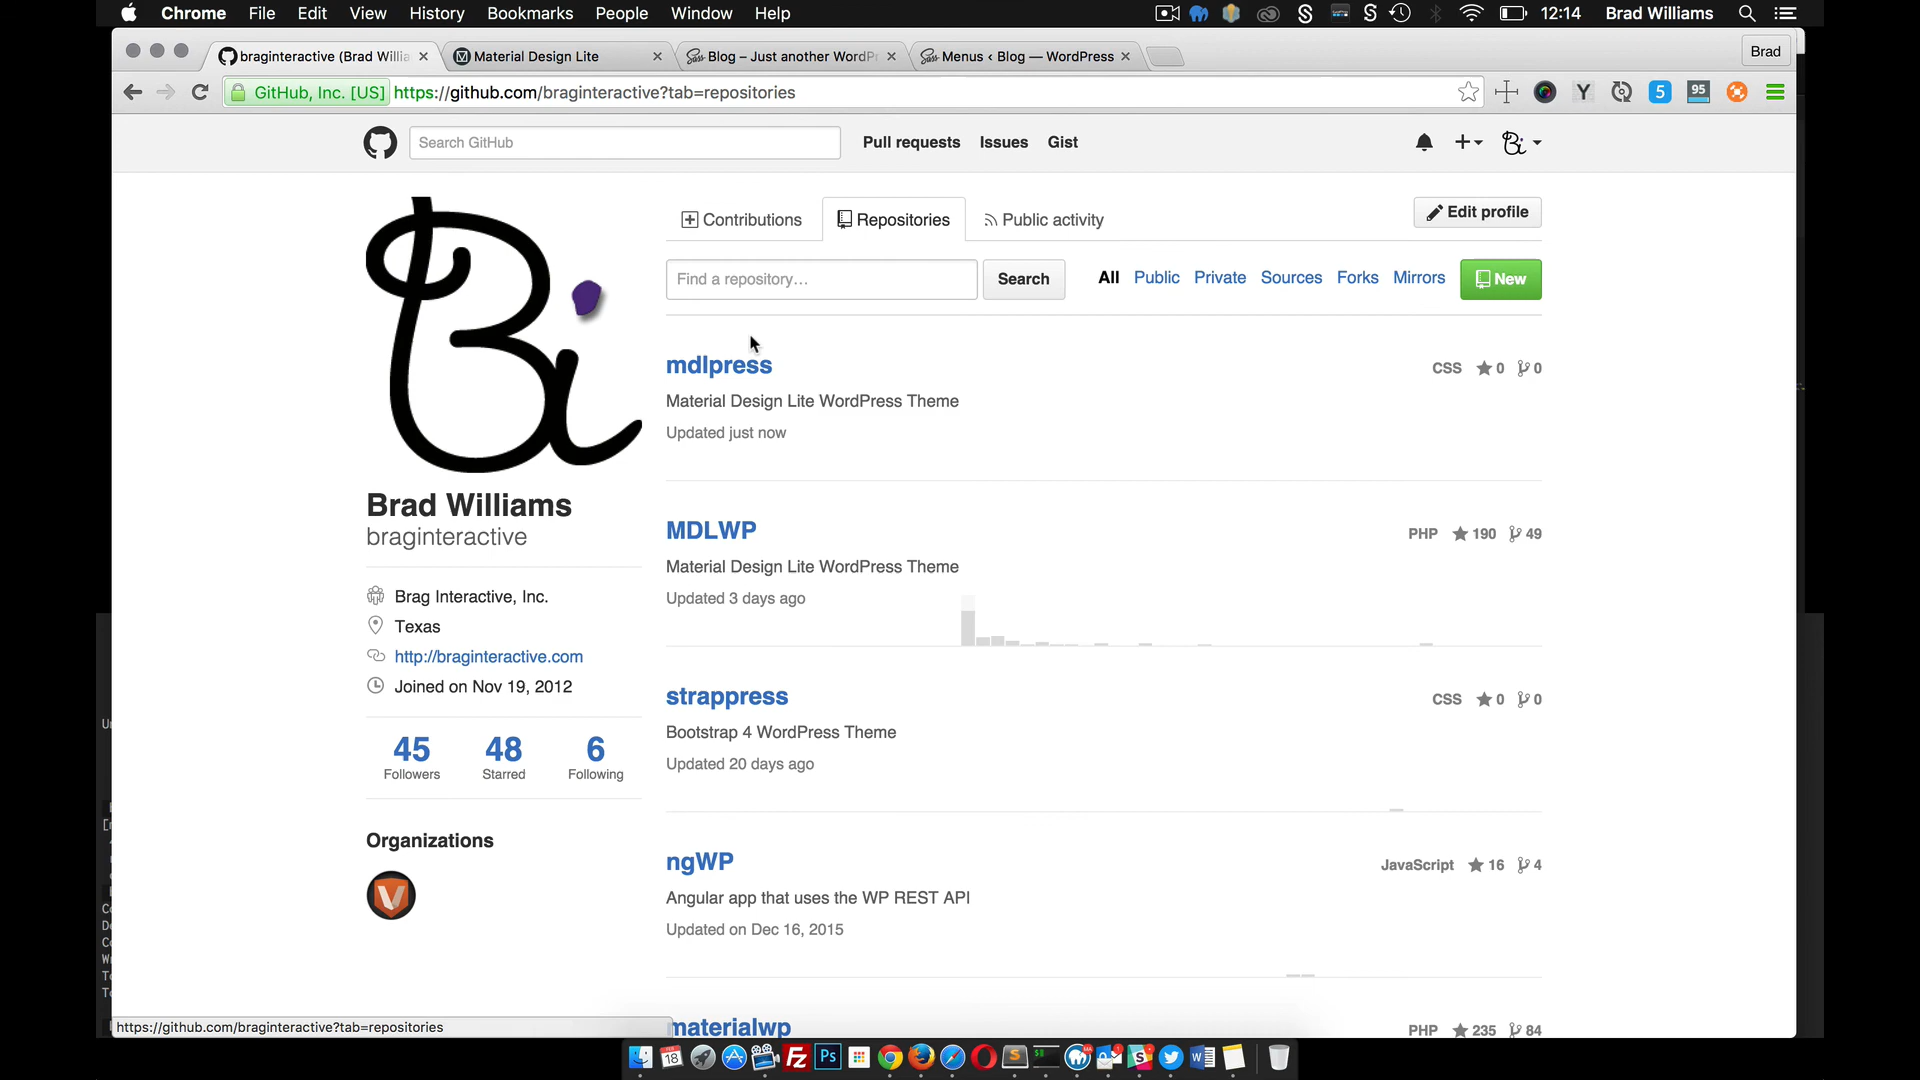 Chrome File Edit View History Bookmarks People Window Help 12:14 Brad Williams
braginteractive (Brad Willia Material Design Lite Blog – Just another WordP Menus ‹ Blog — WordPress Brad
GitHub, Inc. [US] https://github.com/braginteractive?tab=repositories Y 5 95
Search GitHub Pull requests Issues Gist
Contributions Repositories Public activity Edit profile
Find a repository… Search All Public Private Sources Forks Mirrors New
mdlpress CSS 0 0
Material Design Lite WordPress Theme
Updated just now
Brad Williams
braginteractive
MDLWP PHP 190 49
Material Design Lite WordPress Theme
Updated 3 days ago
Brag Interactive, Inc.
Texas
http://braginteractive.com
Joined on Nov 19, 2012
strappress CSS 0 0
Bootstrap 4 WordPress Theme
Updated 20 days ago
45 48 6
Followers Starred Following
Organizations
ngWP JavaScript 16 4
Angular app that uses the WP REST API
Updated on Dec 16, 2015
materialwp PHP 235 84
https://github.com/braginteractive?tab=repositories
18 Fz Ps